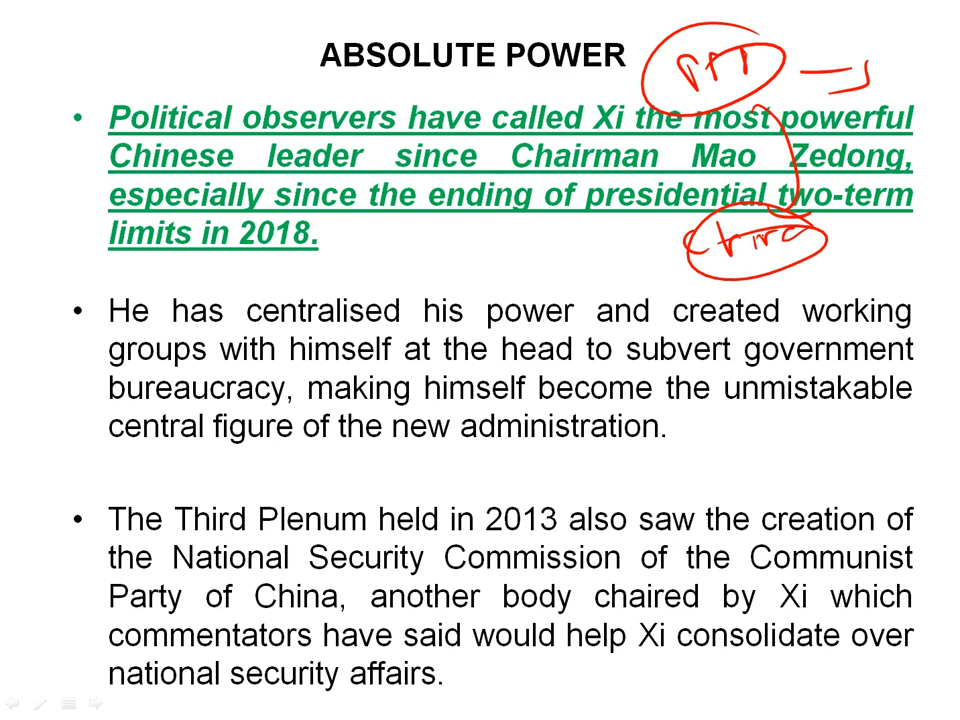 ABSOLUTE POWER
• Political observers have called Xi the most powerful
Chinese leader since Chairman Mao Zedong,
especially since the ending of presidential two-term
limits in 2018.
• He has centralised his power and created working
groups with himself at the head to subvert government
bureaucracy, making himself become the unmistakable
central figure of the new administration.
• The Third Plenum held in 2013 also saw the creation of
the National Security Commission of the Communist
Party of China, another body chaired by Xi which
commentators have said would help Xi consolidate over
national security affairs.